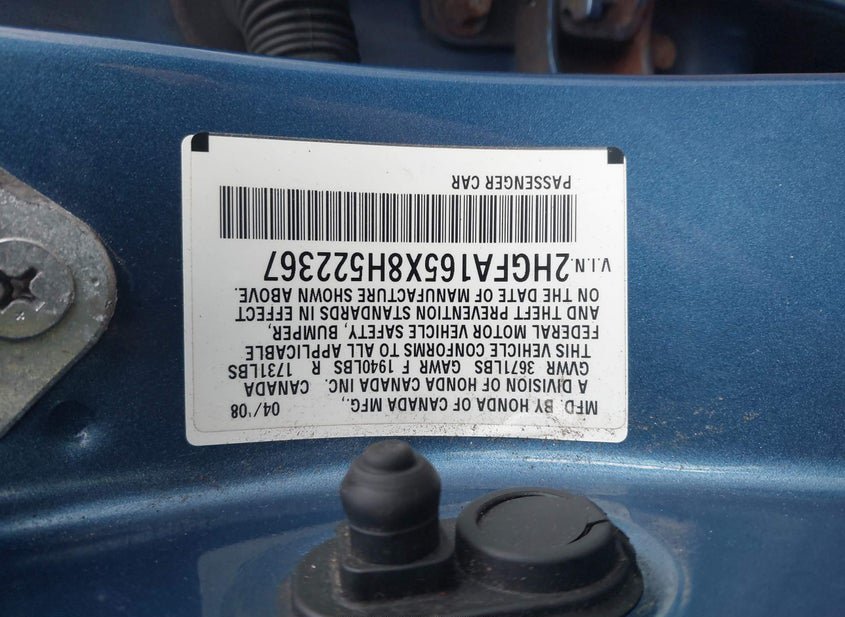 MFD. BY HONDA OF CANADA MFG., 04/'08
A DIVISION OF HONDA CANADA INC. CANADA
GVWR 3671LBS GAWR F 1940LBS R 1731LBS
THIS VEHICLE CONFORMS TO ALL APPLICABLE
FEDERAL MOTOR VEHICLE SAFETY, BUMPER,
AND THEFT PREVENTION STANDARDS IN EFFECT
ON THE DATE OF MANUFACTURE SHOWN ABOVE.
V.I.N. 2HGFA165X8H522367
PASSENGER CAR